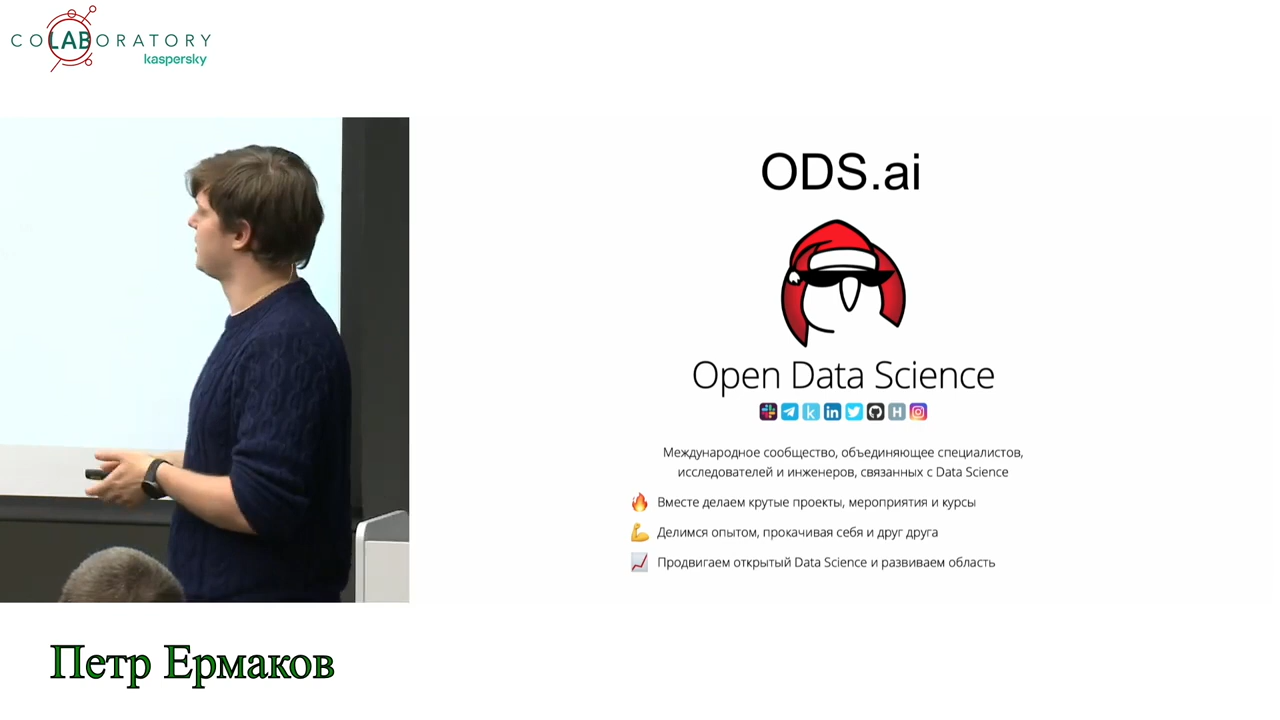 COLABORATORY
kaspersky
ODS.ai
Open Data Science
Международное сообщество, объединяющее специалистов,
исследователей и инженеров, связанных с Data Science
Вместе делаем крутые проекты, мероприятия и курсы
Делимся опытом, прокачивая себя и друг друга
Продвигаем открытый Data Science и развиваем область
Петр Ермаков